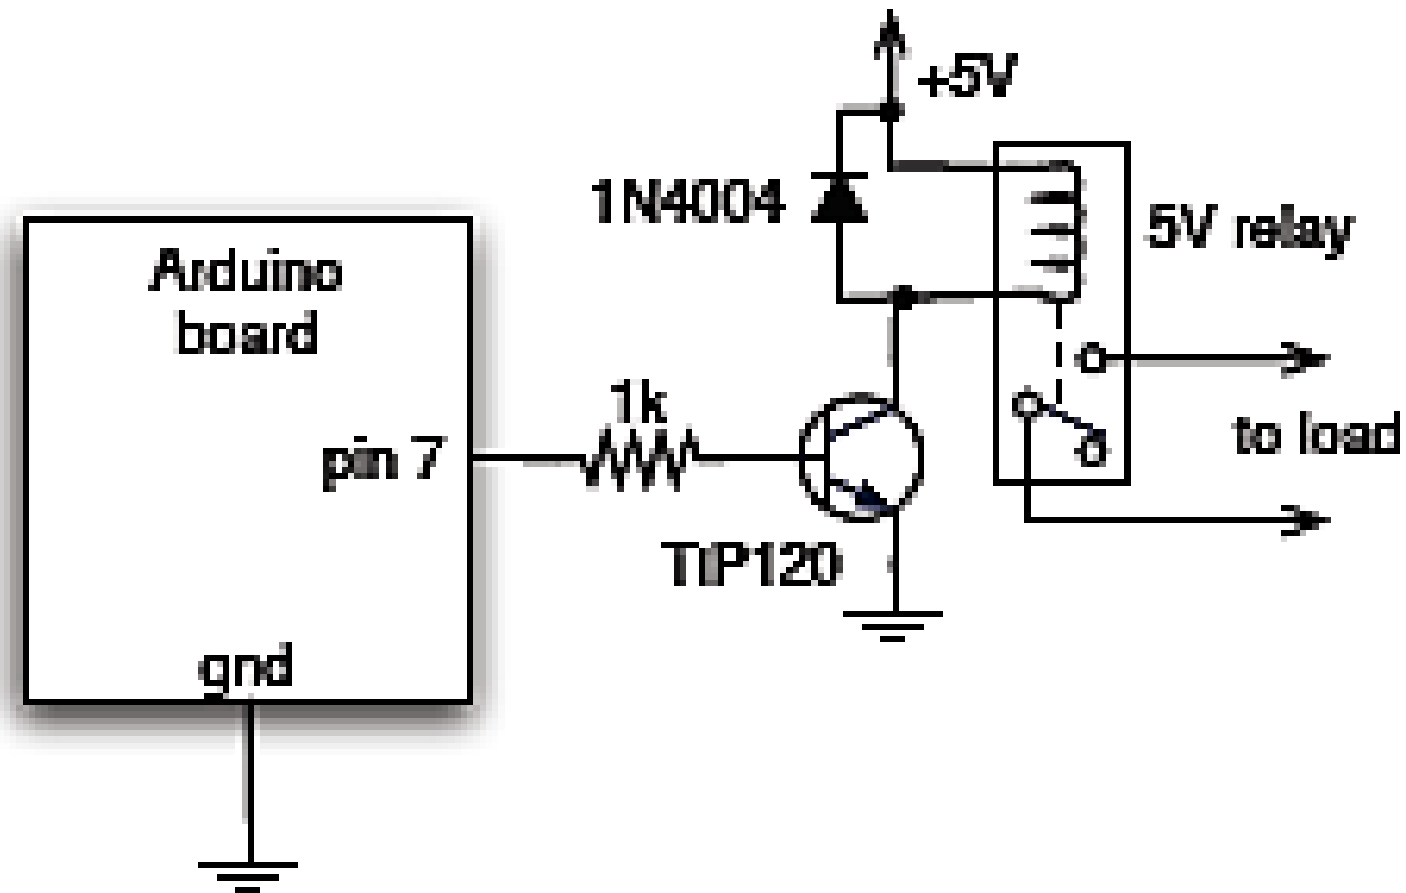 +5V
1N4004
5V relay
Arduino
board
1k
to load
pin 7
TIP120
gnd